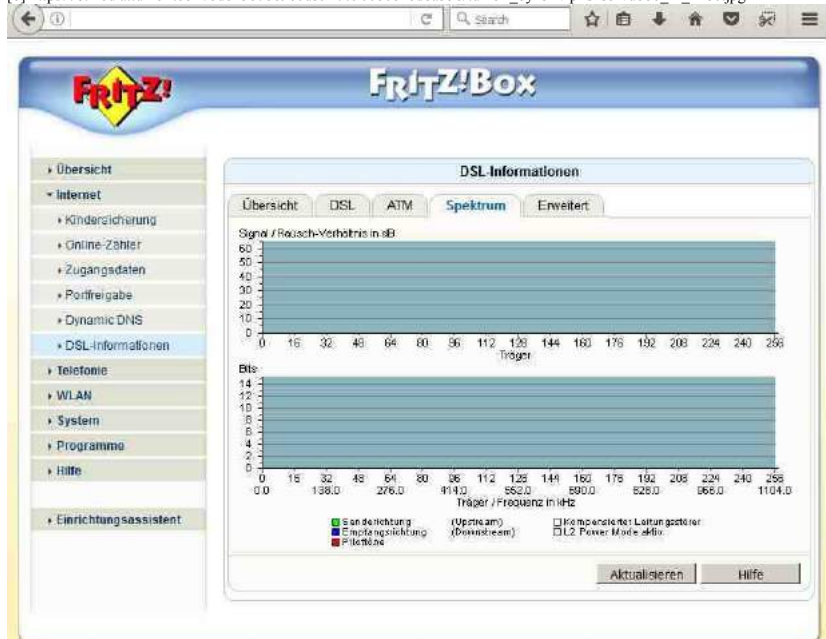 Search
FRITZ!
FRITZ!Box
Übersicht
Internet
Kindersicherung
Online-Zähler
Zugangsdaten
Portfreigabe
Dynamic DNS
DSL-Informationen
Telefonie
WLAN
System
Programme
Hilfe
Einrichtungsassistent
DSL-Informationen
Übersicht DSL ATM Spektrum Erweitert
Signal / Rausch-Verhältnis in dB
60
50
40
30
20
10
0
0 16 32 48 64 80 96 112 128 144 160 176 192 208 224 240 256
Träger
Bits
14
12
10
8
6
4
2
0
0 16 32 48 64 80 96 112 128 144 160 176 192 208 224 240 256
0.0 138.0 276.0 414.0 552.0 690.0 828.0 966.0 1104.0
Träger / Frequenz in kHz
Senderichtung (Upstream) Kompensierter Leitungsstörer
Empfangsrichtung (Downstream) L2 Power Mode aktiv
Pilottöne
Aktualisieren Hilfe